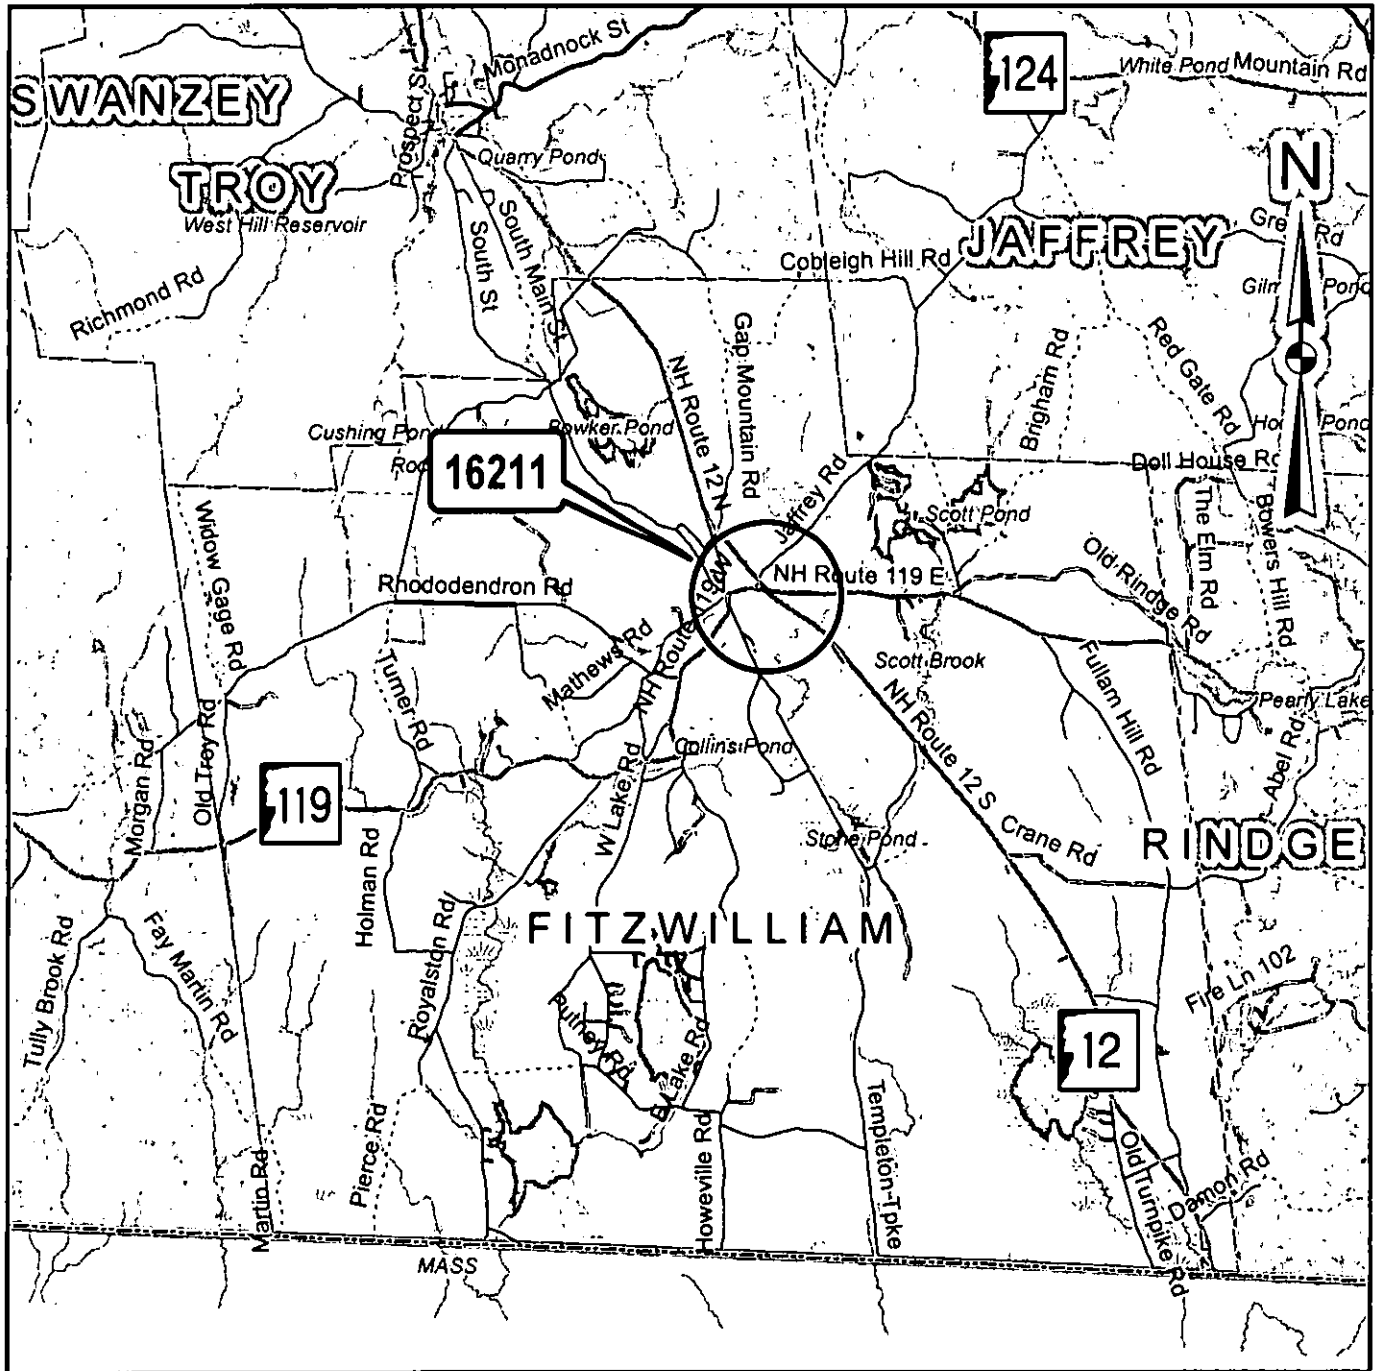 Monadnock St
124
White Pond
Mountain Rd
SWANZEY
Prospect St
Quarry Pond
N
TROY
West Hill Reservoir
South St
South Main St
JAFFREY
Cobleigh Hill Rd
Richmond Rd
Gap Mountain Rd
NH Route 12 N
Brigham Rd
Red Gate Rd
Pond
Cushing Pond
Bowker Pond
Pond
Doll House Rd
16211
Widow Gage Rd
Jaffrey Rd
Scott Pond
The Elm Rd
Bowers Hill Rd
Rhododendron Rd
NH Route 119 W
NH Route 119 E
Old Rindge Rd
Mathews Rd
Turner Rd
Scott Brook
Fullam Hill Rd
Pearly Lake
NH Route 12 S
Collins Pond
Morgan Rd
Old Troy Rd
W Lake Rd
Abel Rd
119
Stone Pond
Crane Rd
RINDGE
Holman Rd
Royalston Rd
FITZWILLIAM
Tully Brook Rd
Fay Martin Rd
Fire Ln 102
Putney Rd
E Lake Rd
12
Pierce Rd
Howeville Rd
Templeton Tpke
Martin Rd
Old Turnpike Rd
Damon Rd
MASS